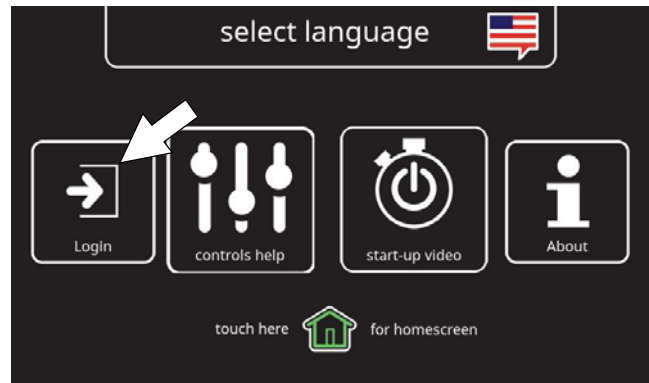 select language
Login
controls help
start-up video
About
touch here for homescreen